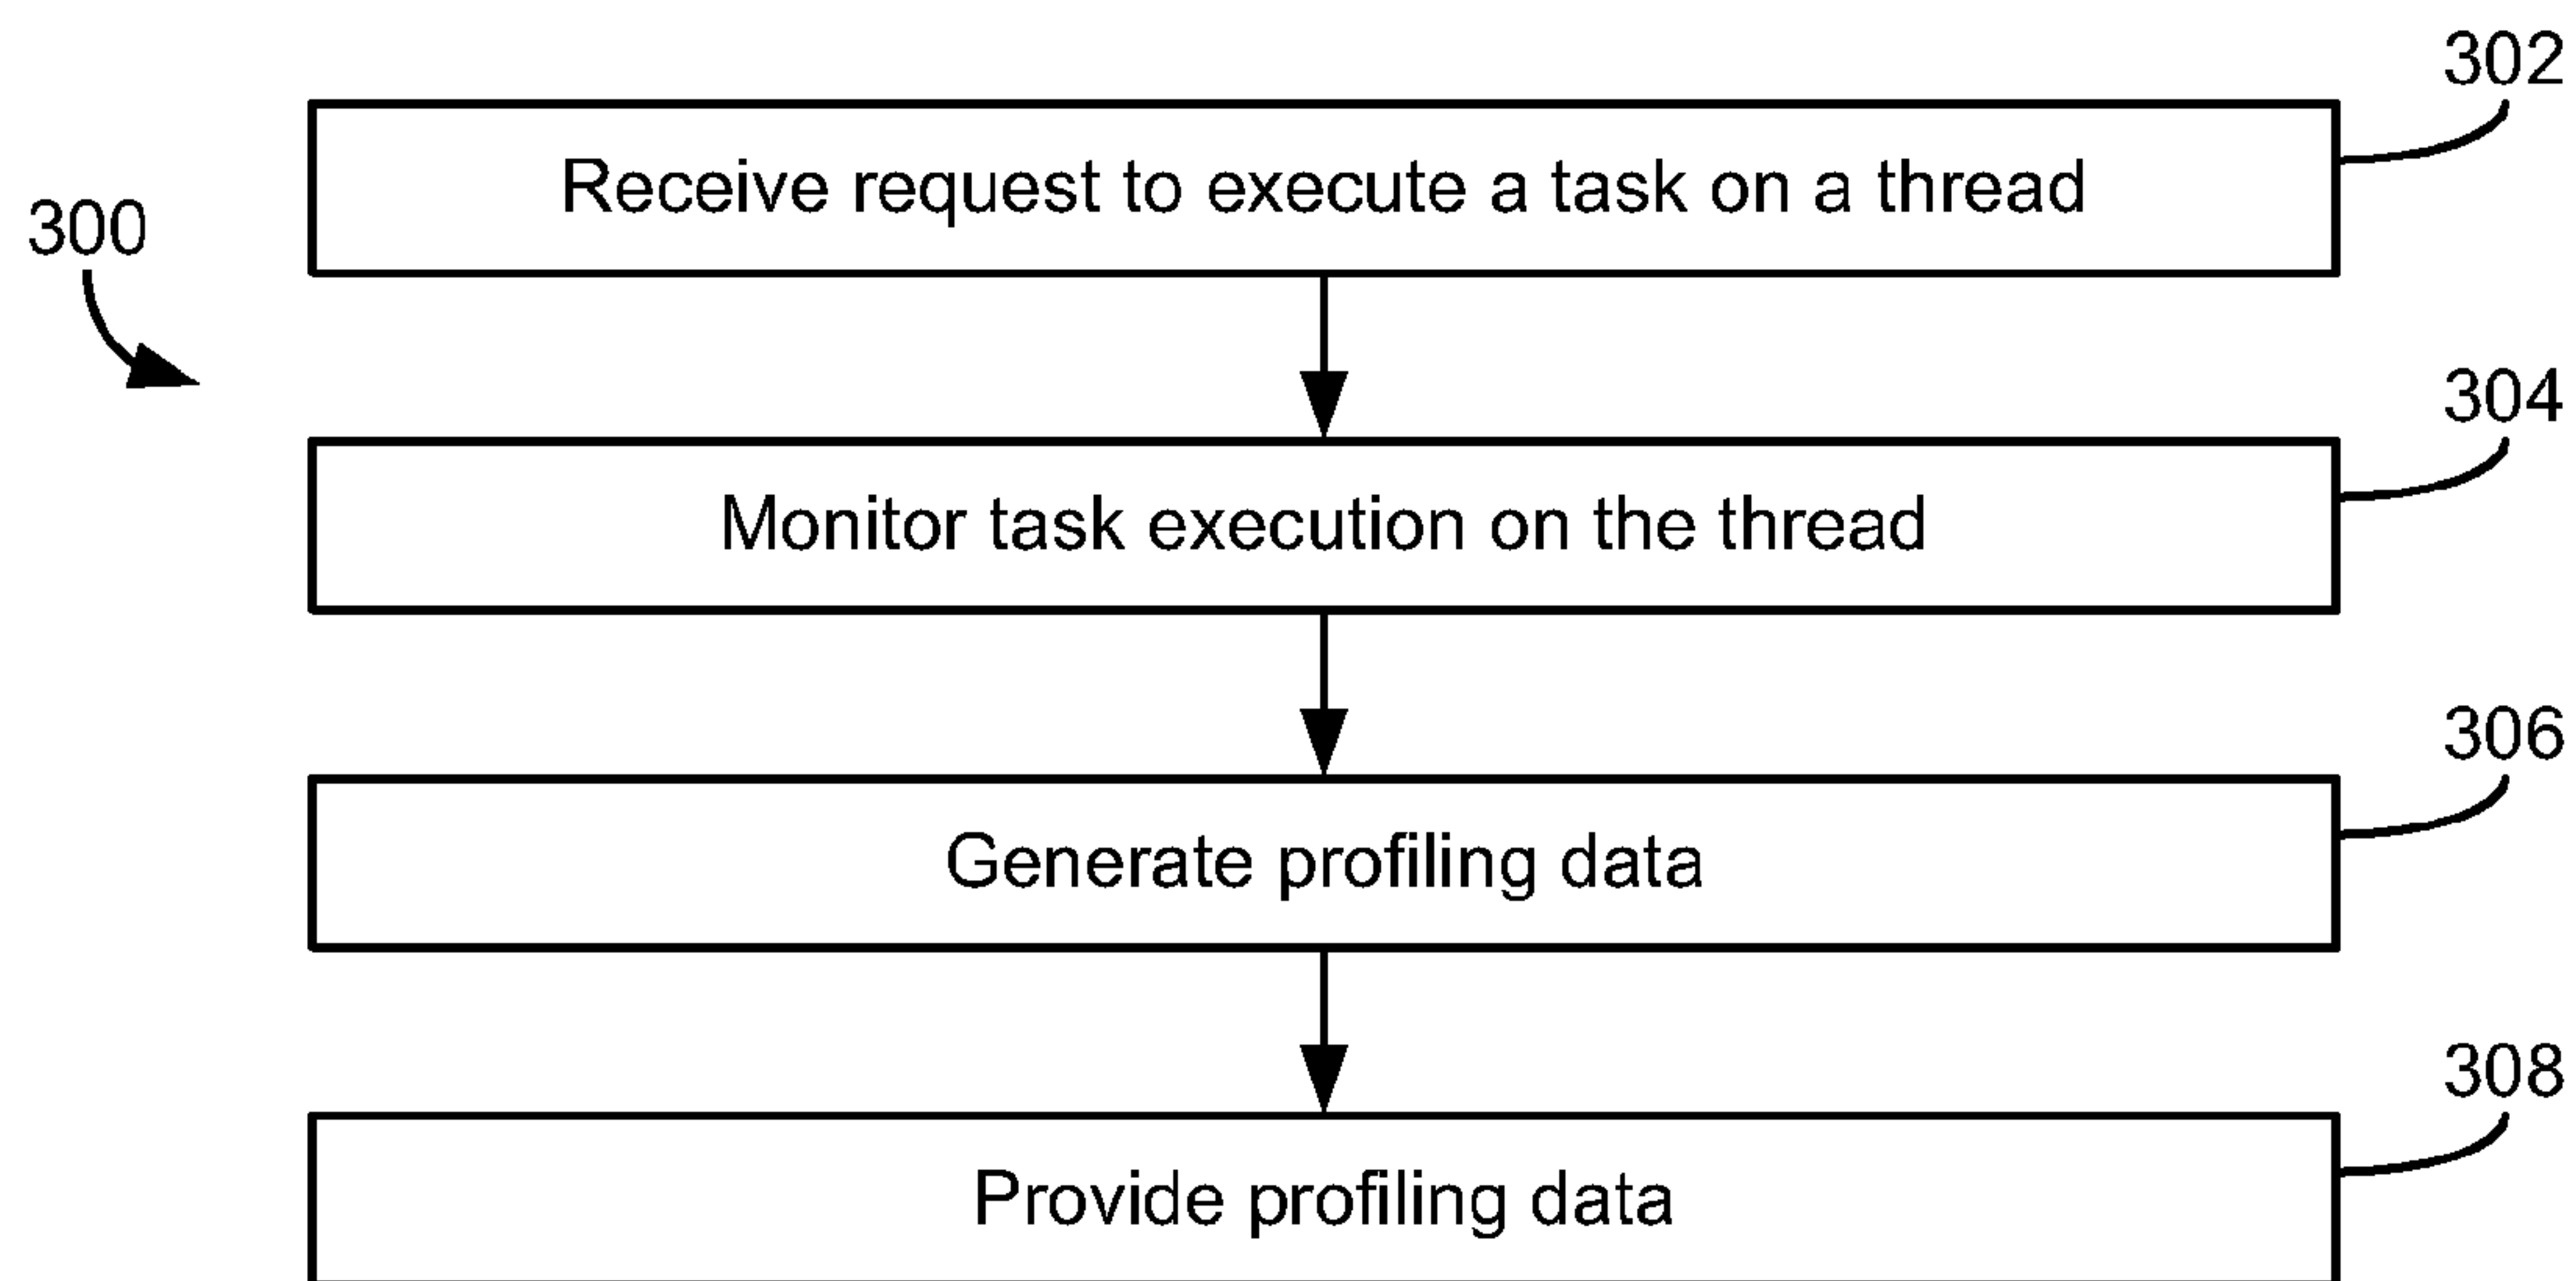 302
Receive request to execute a task on a thread
300
304
Monitor task execution on the thread
306
Generate profiling data
308
Provide profiling data